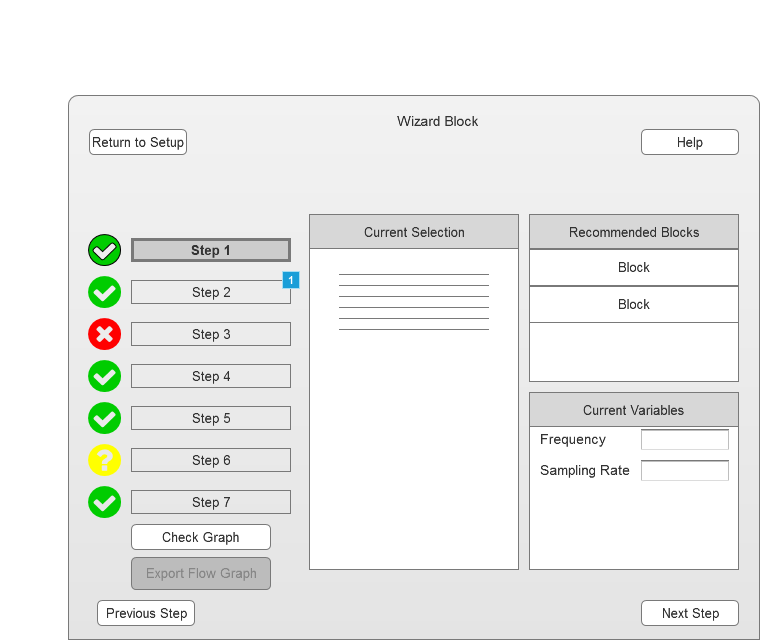 Wizard Block
Return to Setup
Help
Step 1
Step 2
1
Step 3
Step 4
Step 5
?
Step 6
Step 7
Check Graph
Export Flow Graph
Previous Step
Current Selection
Recommended Blocks
Block
Block
Current Variables
Frequency
Sampling Rate
Next Step